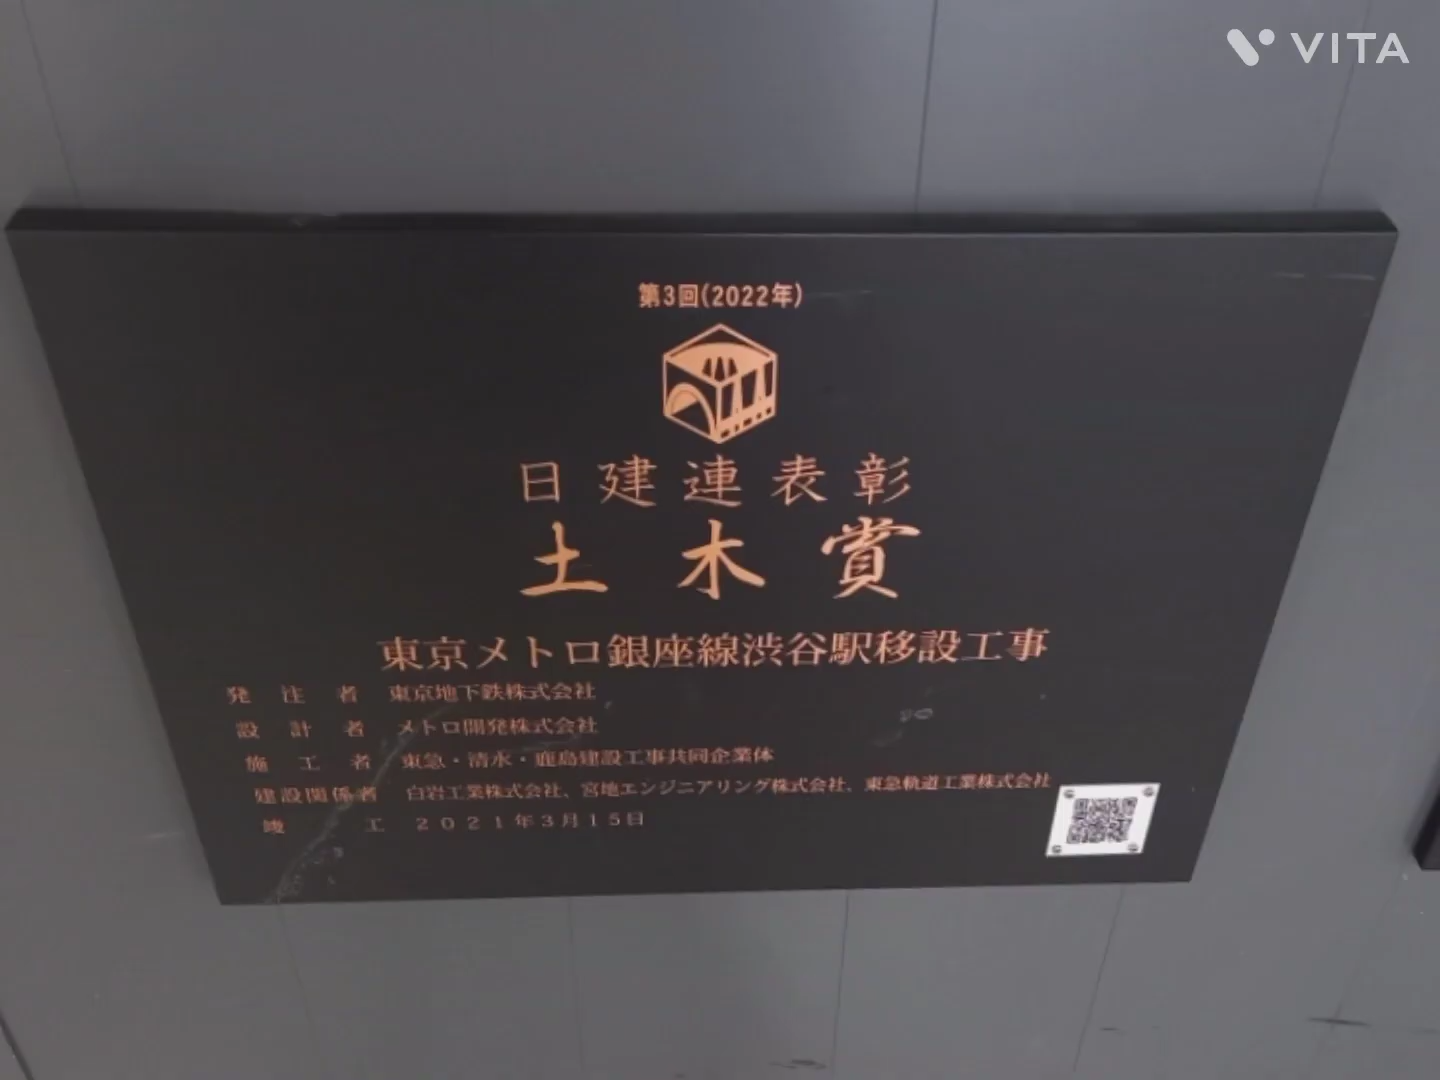 VITA
第3回(2022年)
日建連表彰
土木賞
東京メトロ銀座線渋谷駅移設工事
発注者 東京地下鉄株式会社
設計者 メトロ開発株式会社
施工者 東急・清水・鹿島建設工事共同企業体
建設関係者 白岩工業株式会社、宮地エンジニアリング株式会社、東急軌道工業株式会社
竣工 2021年3月15日